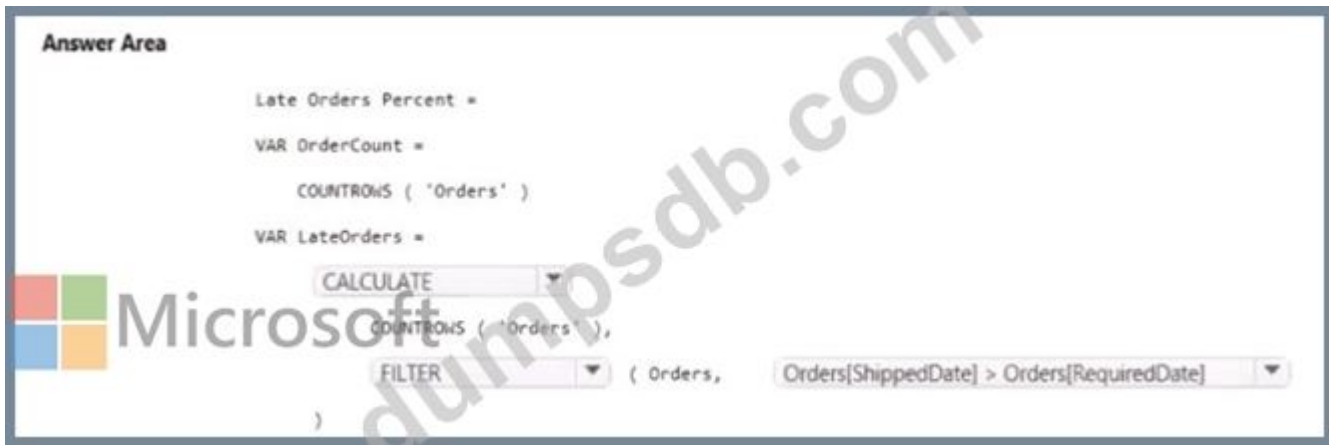 Answer Area
Late Orders Percent =
VAR OrderCount =
COUNTROWS ( 'Orders' )
VAR LateOrders =
CALCULATE
Microsoft
COUNTROWS ( 'Orders' ),
FILTER ( Orders, Orders[ShippedDate] > Orders[RequiredDate]
)
dumpsdb.com